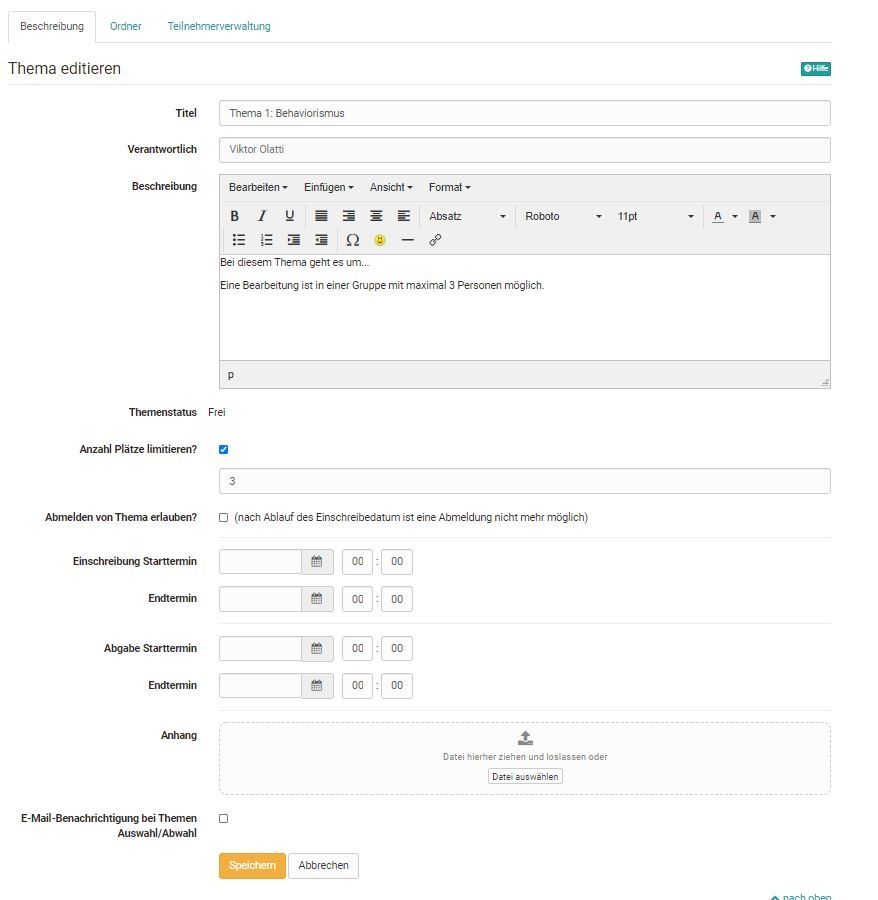 Beschreibung Ordner Teilnehmerverwaltung
Thema editieren Hilfe
Titel Thema 1: Behaviorismus
Verantwortlich Viktor Olatti
Beschreibung Bearbeiten Einfügen Ansicht Format
B I U Absatz Roboto 11pt A A
Ω
Bei diesem Thema geht es um...
Eine Bearbeitung ist in einer Gruppe mit maximal 3 Personen möglich.
p
Themenstatus Frei
Anzahl Plätze limitieren?
3
Abmelden von Thema erlauben? (nach Ablauf des Einschreibedatum ist eine Abmeldung nicht mehr möglich)
Einschreibung Starttermin 00 : 00
Endtermin 00 : 00
Abgabe Starttermin 00 : 00
Endtermin 00 : 00
Anhang
Datei hierher ziehen und loslassen oder
Datei auswählen
E-Mail-Benachrichtigung bei Themen
Auswahl/Abwahl
Speichern Abbrechen
nach oben